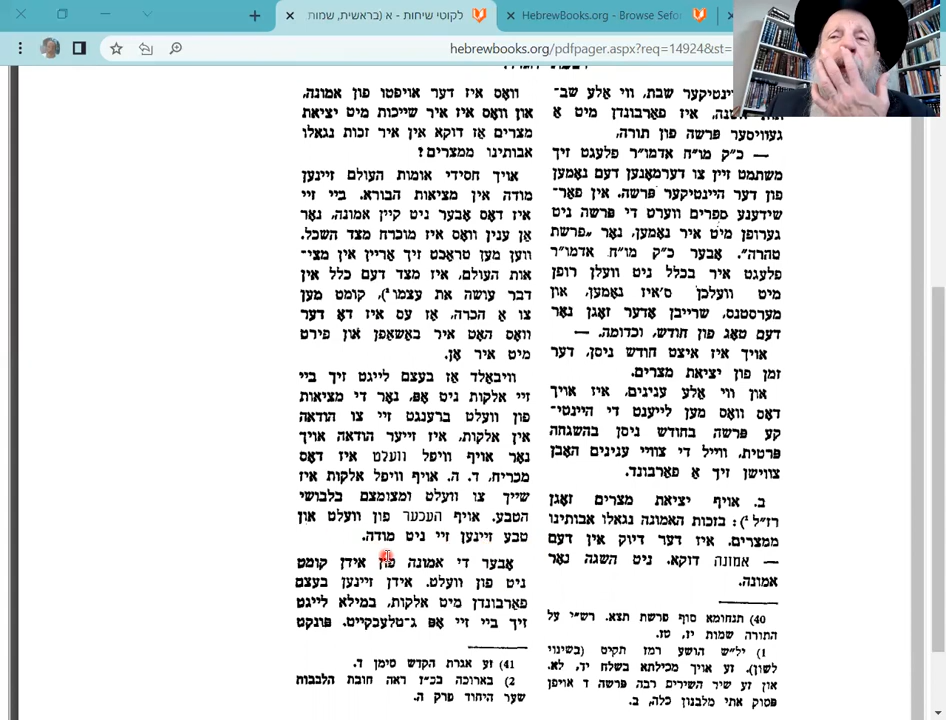 לקוטי שיחות - א (בראשית, שמות
HebrewBooks.org - Browse Sefor
hebrewbooks.org/pdfpager.aspx?req=14924&st=
היינטיקער שבת, ווי אלע שב־
איז פארבונדן מיט א
געוויסער פרשה פון תורה,
— כ״ק מו״ח אדמו״ר פלעגט זיך
משתמט זיין צו דערמאנען דעם נאמען
פון דער היינטיקער פרשה. אין פאר־
שידענע ספרים ווערט די פרשה ניט
גערופן מיט איר נאמען, נאר „פרשת
טהרה״. אבער כ״ק מו״ח אדמו״ר
פלעגט איר בכלל ניט וועלן רופן
מיט וועלכן ס׳איז נאמען, און
מערסטנס, שרייבן אדער זאגן נאר
דעם טאג פון חודש, וכדומה. —
אויך איז איצט חודש ניסן, דער
זמן פון יציאת מצרים.
און ווי אלע ענינים, איז אויך
דאס וואס מען לייענט די היינטי־
קע פרשה בחודש ניסן בהשגחה
פרטית, ווייל די צוויי ענינים האבן
צווישן זיך א פארבונד.
ב. אויף יציאת מצרים זאגן
רז״ל¹): בזכות האמונה נגאלו אבותינו
ממצרים. איז דער דיוק אין דעם
— אמונה דוקא. ניט השגה נאר
אמונה.
40) תנחומא סוף פרשת תצא. רש״י על
התורה שמות יז, טז.
1) יל״ש הושע רמז תקיט (בשינוי
לשון). זע אויך מכילתא בשלח יד, לא.
און זע שיר השירים רבה פרשה ד אויפן
פסוק אתי מלבנון כלה, ב.
וואס איז דער אויפטו פון אמונה,
און וואס איז איר שייכות מיט יציאת
מצרים אז דוקא אין איר זכות נגאלו
אבותינו ממצרים?
אויך חסידי אומות העולם זיינען
מודה אין מציאות הבורא. ביי זיי
איז דאס אבער ניט קיין אמונה, נאר
אן ענין וואס איז מוכרח מצד השכל.
ווען מען טראכט זיך אריין אין מצי־
אות העולם, איז מצד דעם כלל אין
דבר עושה את עצמו²), קומט מען
צו א הכרה, אז עס איז דא דער
וואס האט איר באשאפן און פירט
מיט איר אן.
וויבאלד אז בעצם לייגט זיך ביי
זיי אלקות ניט אפ, נאר די מציאות
פון וועלט ברענגט זיי צו הודאה
אין אלקות, איז זייער הודאה אויך
נאר אויף וויפל וועלט איז דאס
מכריח, ד. ה. אויף וויפל אלקות איז
שייך צו וועלט ומצומצם בלבושי
הטבע. אויף העכער פון וועלט און
טבע זיינען זיי ניט מודה.
אבער די אמונה פון אידן קומט
ניט פון וועלט. אידן זיינען בעצם
פארבונדן מיט אלקות, במילא לייגט
זיך ביי זיי אפ ג־טלעכקייט. פונקט
41) זע אגרת הקדש סימן ד.
2) בארוכה בכ״ז ראה חובת הלבבות
שער היחוד פרק ה.